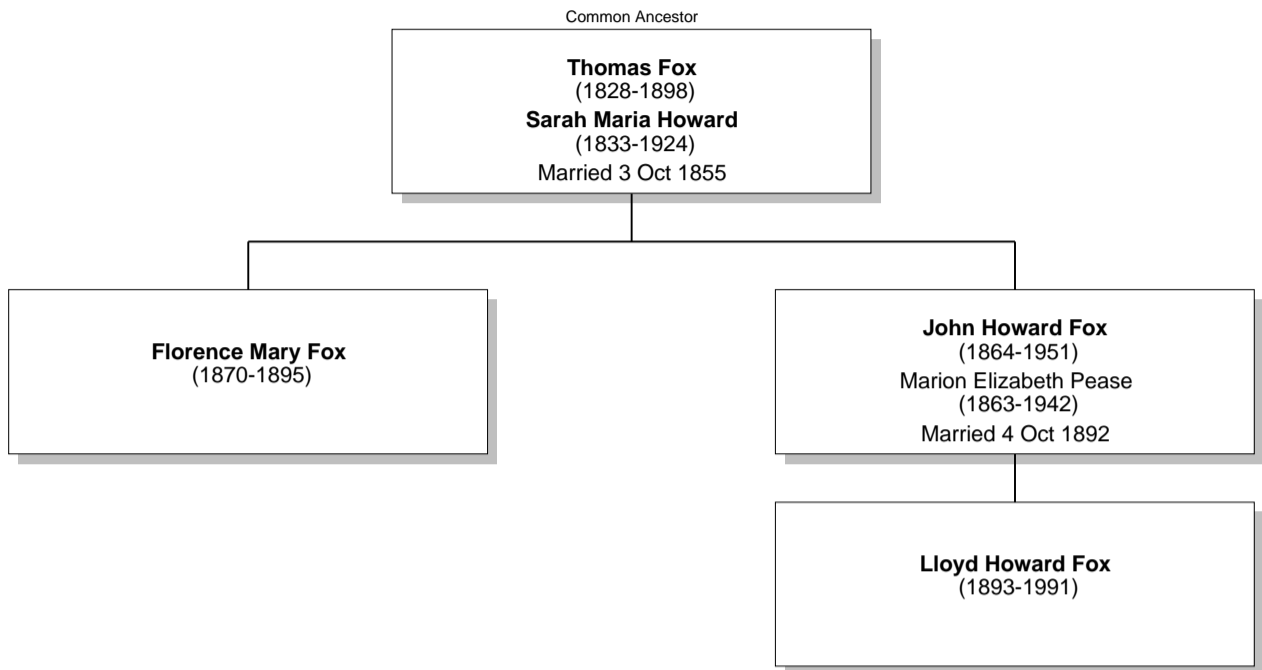 Common Ancestor
Thomas Fox
(1828-1898)
Sarah Maria Howard
(1833-1924)
Married 3 Oct 1855
Florence Mary Fox
(1870-1895)
John Howard Fox
(1864-1951)
Marion Elizabeth Pease
(1863-1942)
Married 4 Oct 1892
Lloyd Howard Fox
(1893-1991)